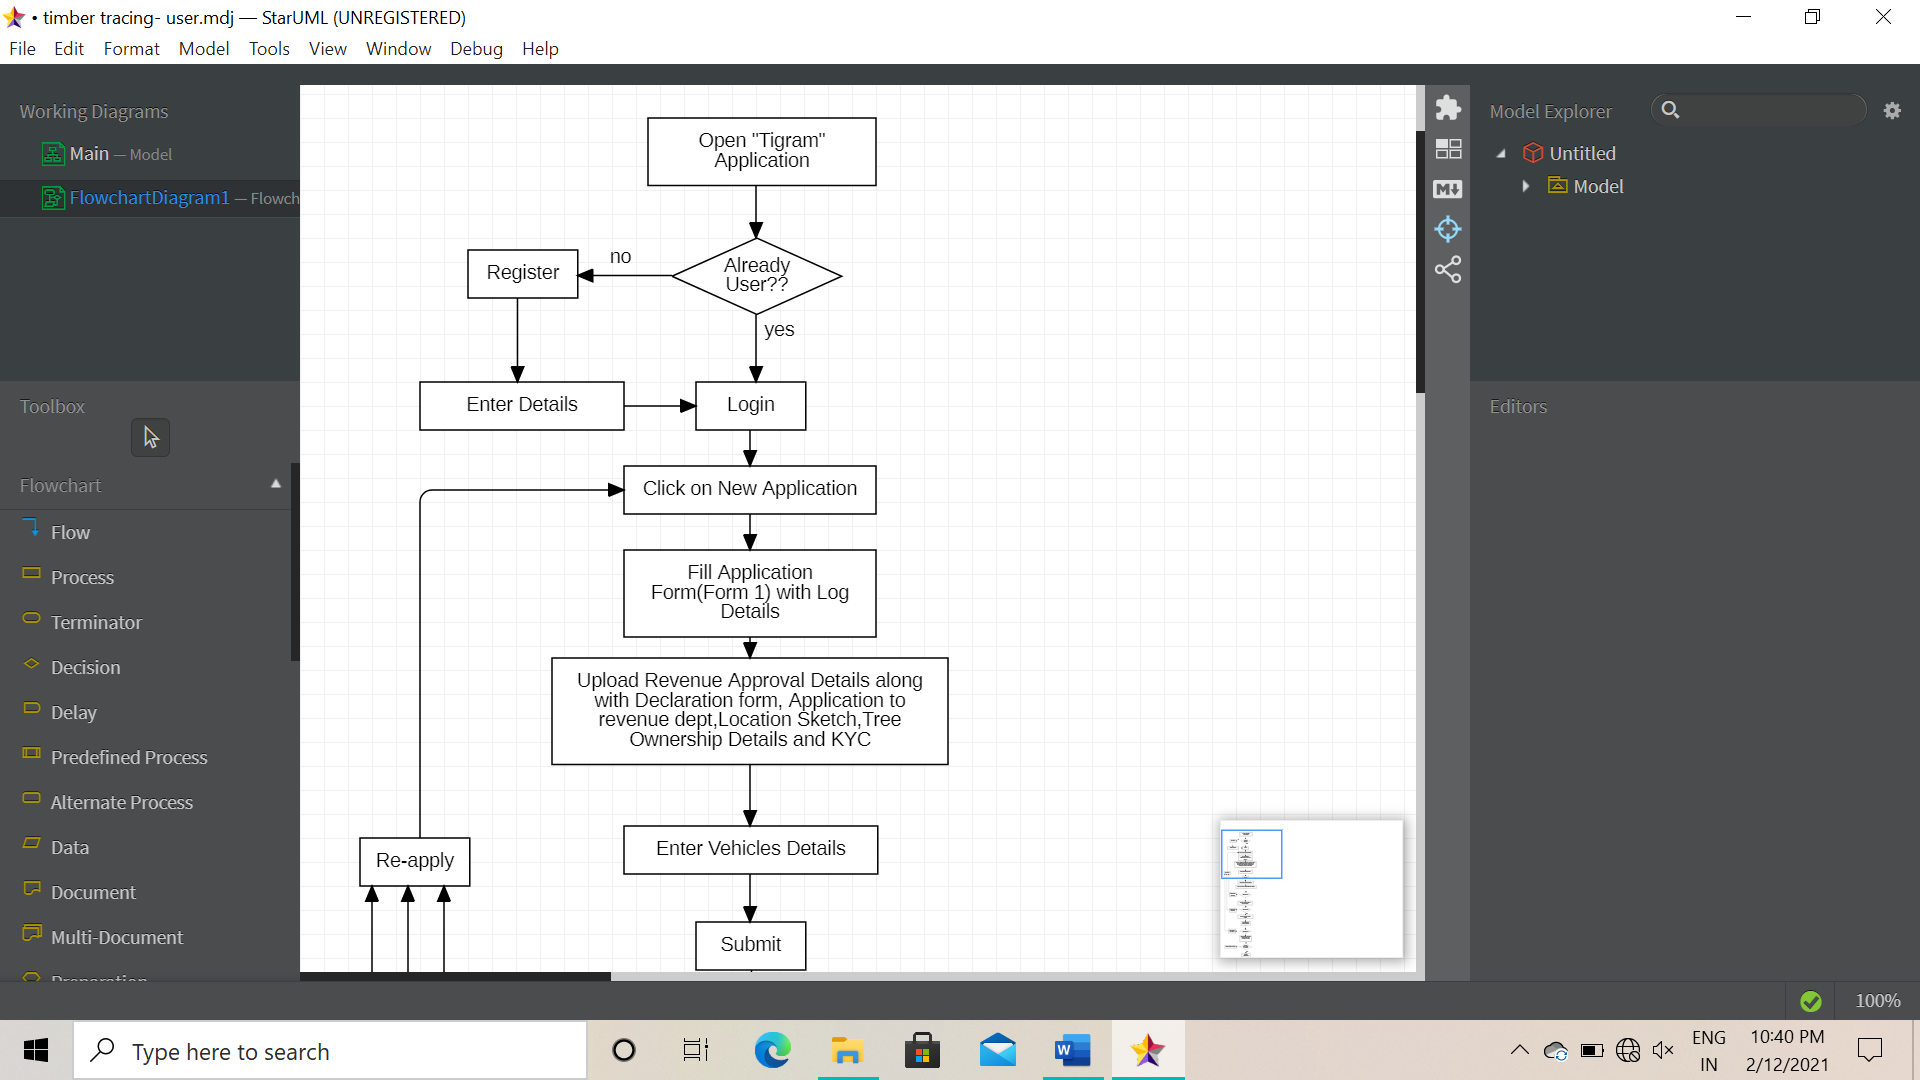 • timber tracing- user.mdj — StarUML (UNREGISTERED)
File Edit Format Model Tools View Window Debug Help
Working Diagrams
Main — Model
FlowchartDiagram1 — Flowch
Toolbox
Flowchart
Flow
Process
Terminator
Decision
Delay
Predefined Process
Alternate Process
Data
Document
Multi-Document
Preparation
Open "Tigram"
Application
Already
User??
no
Register
yes
Enter Details
Login
Click on New Application
Fill Application
Form(Form 1) with Log
Details
Upload Revenue Approval Details along
with Declaration form, Application to
revenue dept,Location Sketch,Tree
Ownership Details and KYC
Enter Vehicles Details
Re-apply
Submit
M
Model Explorer
Untitled
Model
Editors
100%
Type here to search
W
ENG
IN
10:40 PM
2/12/2021